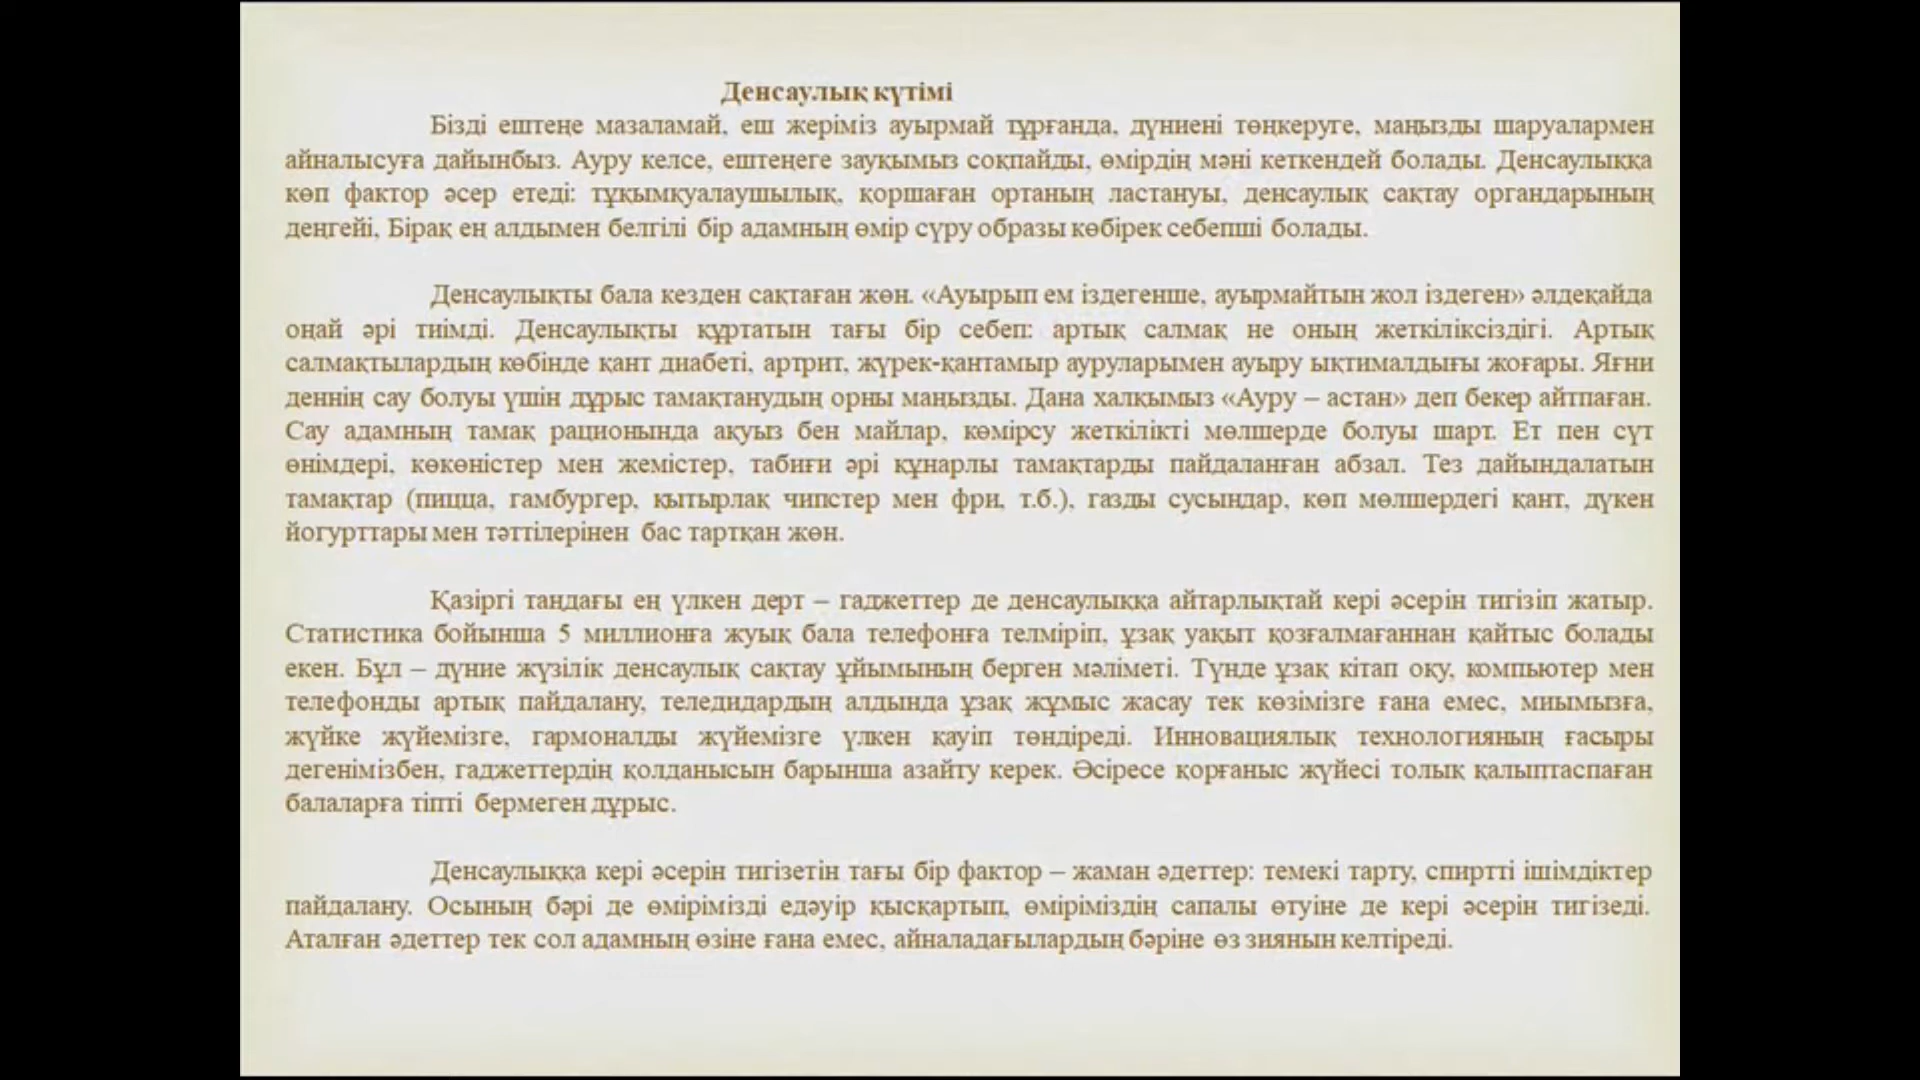 Денсаулық күтімі
Бізді ештеңе мазаламай, еш жеріміз ауырмай тұрғанда, дүниені төңкеруге, маңызды шаруалармен
айналысуға дайынбыз. Ауру келсе, ештеңеге зауқымыз соқпайды, өмірдің мәні кеткендей болады. Денсаулыққа
көп фактор әсер етеді: тұқымқуалаушылық, қоршаған ортаның ластануы, денсаулық сақтау органдарының
деңгейі, Бірақ ең алдымен белгілі бір адамның өмір сүру образы көбірек себепші болады.
Денсаулықты бала кезден сақтаған жөн. «Ауырып ем іздегенше, ауырмайтын жол іздеген» әлдеқайда
оңай әрі тиімді. Денсаулықты құртатын тағы бір себеп: артық салмақ не оның жеткіліксіздігі. Артық
салмақтылардың көбінде қант диабеті, артрит, жүрек-қантамыр ауруларымен ауыру ықтималдығы жоғары. Яғни
деннің сау болуы үшін дұрыс тамақтанудың орны маңызды. Дана халқымыз «Ауру – астан» деп бекер айтпаған.
Сау адамның тамақ рационында ақуыз бен майлар, көмірсу жеткілікті мөлшерде болуы шарт. Ет пен сүт
өнімдері, көкөністер мен жемістер, табиғи әрі құнарлы тамақтарды пайдаланған абзал. Тез дайындалатын
тамақтар (пицца, гамбургер, қытырлақ чипстер мен фри, т.б.), газды сусындар, көп мөлшердегі қант, дүкен
йогурттары мен тәттілерінен бас тартқан жөн.
Қазіргі таңдағы ең үлкен дерт – гаджеттер де денсаулыққа айтарлықтай кері әсерін тигізіп жатыр.
Статистика бойынша 5 миллионға жуық бала телефонға телміріп, ұзақ уақыт қозғалмағаннан қайтыс болады
екен. Бұл – дүние жүзілік денсаулық сақтау ұйымының берген мәліметі. Түнде ұзақ кітап оқу, компьютер мен
телефонды артық пайдалану, теледидардың алдында ұзақ жұмыс жасау тек көзімізге ғана емес, миымызға,
жүйке жүйемізге, гармоналды жүйемізге үлкен қауіп төндіреді. Инновациялық технологияның ғасыры
дегенімізбен, гаджеттердің қолданысын барынша азайту керек. Әсіресе қорғаныс жүйесі толық қалыптаспаған
балаларға тіпті бермеген дұрыс.
Денсаулыққа кері әсерін тигізетін тағы бір фактор – жаман әдеттер: темекі тарту, спиртті ішімдіктер
пайдалану. Осының бәрі де өмірімізді едәуір қысқартып, өміріміздің сапалы өтуіне де кері әсерін тигізеді.
Аталған әдеттер тек сол адамның өзіне ғана емес, айналадағылардың бәріне өз зиянын келтіреді.